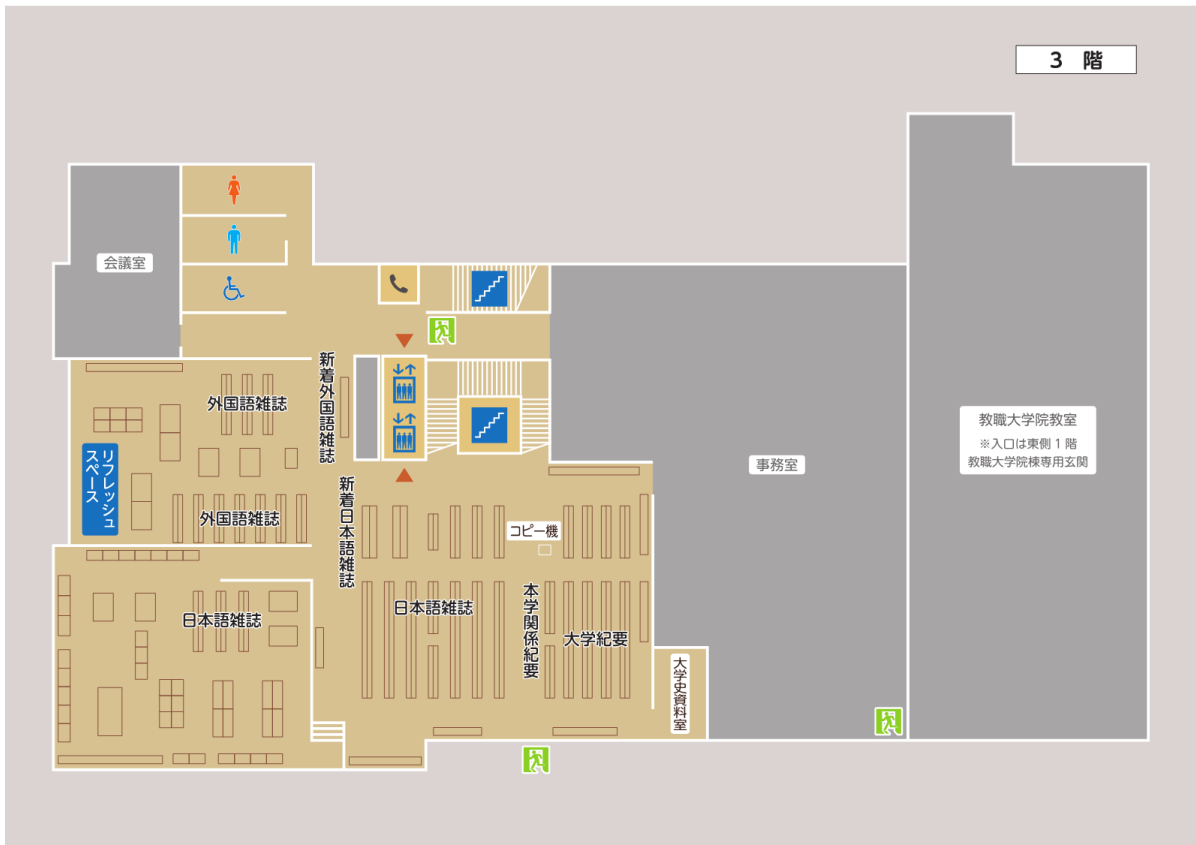 3 階
会議室
新着外国語雑誌
外国語雑誌
リフレッシュ
スペース
外国語雑誌
新着日本語雑誌
教職大学院教室
※入口は東側1階
教職大学院棟専用玄関
事務室
コピー機
日本語雑誌
本学関係紀要
大学紀要
日本語雑誌
大学史資料室